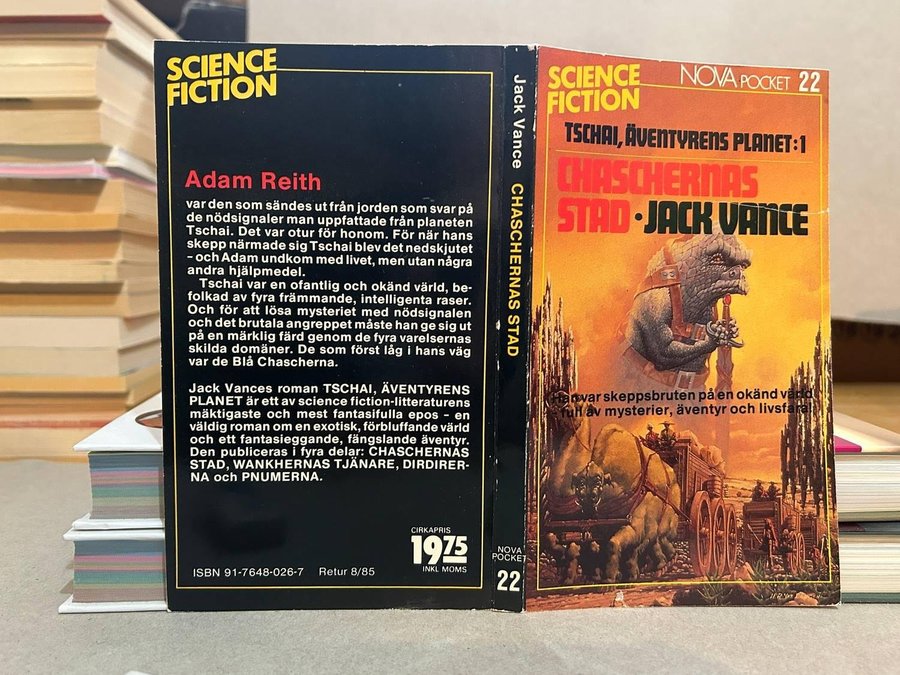 SCIENCE
FICTION
Adam Reith
var den som sändes ut från jorden som svar på
de nödsignaler man uppfattade från planeten
Tschai. Det var otur för honom. För när hans
skepp närmade sig Tschai blev det nedskjutet
– och Adam undkom med livet, men utan några
andra hjälpmedel.
Tschai var en ofantlig och okänd värld, be-
folkad av fyra främmande, intelligenta raser.
Och för att lösa mysteriet med nödsignalen
och det brutala angreppet måste han ge sig ut
på en märklig färd genom de fyra varelsernas
skilda domäner. De som först låg i hans väg
var de Blå Chascherna.
Jack Vances roman TSCHAI, ÄVENTYRENS
PLANET är ett av science fiction-litteraturens
mäktigaste och mest fantasifulla epos – en
väldig roman om en exotisk, förbluffande värld
och ett fantasieggande, fängslande äventyr.
Den publiceras i fyra delar: CHASCHERNAS
STAD, WANKHERNAS TJÄNARE, DIRDIRER-
NA och PNUMERNA.
CIRKAPRIS
1975
INKL MOMS
ISBN 91-7648-026-7 Retur 8/85
Jack Vance CHASCHERNAS STAD
NOVA
POCKET
22
SCIENCE
FICTION
NOVA POCKET 22
TSCHAI, ÄVENTYRENS PLANET:1
CHASCHERNAS
STAD • JACK VANCE
Han var skeppsbruten på en okänd värld
– full av mysterier, äventyr och livsfara!